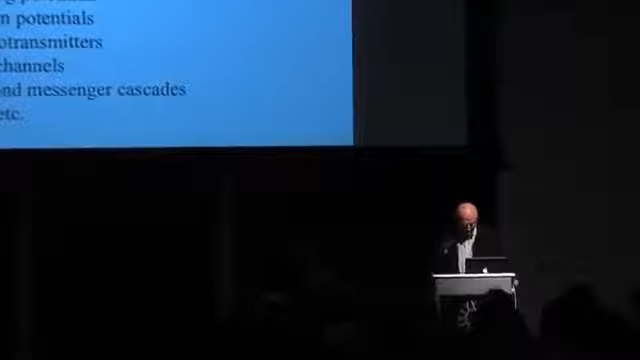 n potentials
otransmitters
channels
ond messenger cascades
etc.